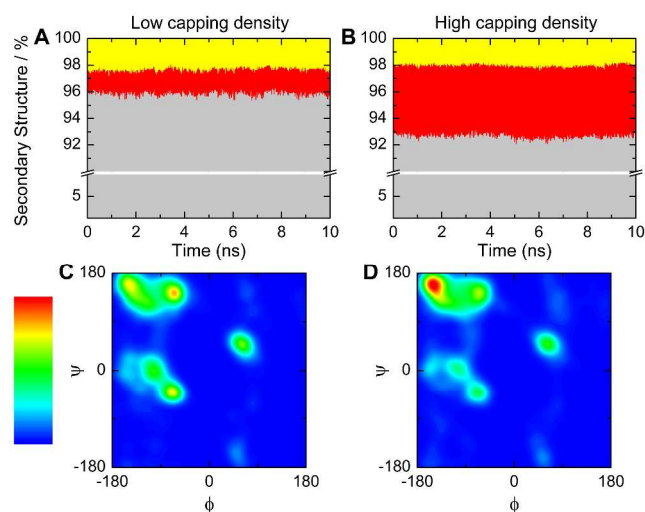 Low capping density
High capping density
A
B
Secondary Structure / %
100
98
96
94
92
5
0
2
4
6
8
10
Time (ns)
100
98
96
94
92
5
0
2
4
6
8
10
Time (ns)
C
D
180
0
-180
ψ
-180
0
180
ϕ
180
0
-180
ψ
-180
0
180
ϕ